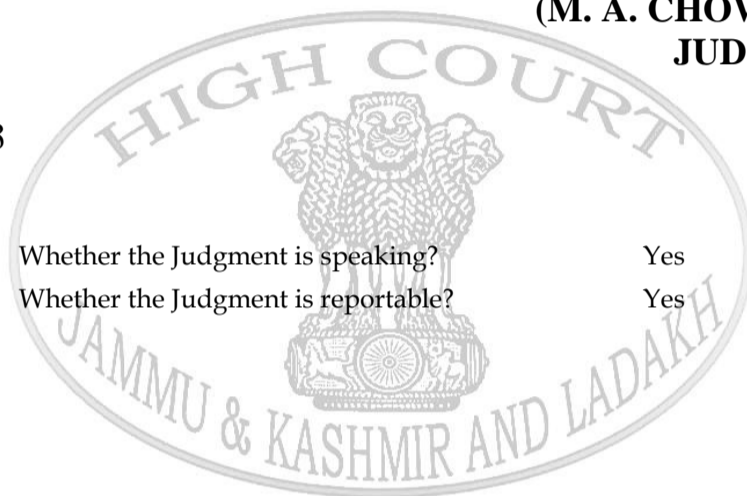 (M. A.
JUD
HIGH COURT
Whether the Judgment is speaking? Yes
Whether the Judgment is reportable? Yes
JAMMU & KASHMIR AND LADAKH